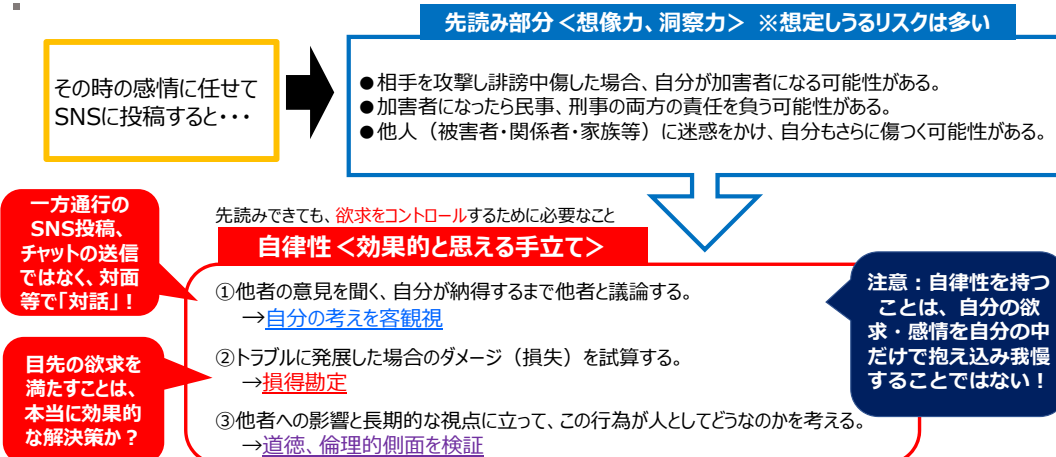 先読み部分＜想像力、洞察力＞ ※想定しうるリスクは多い
その時の感情に任せて
SNSに投稿すると・・・
●相手を攻撃し誹謗中傷した場合、自分が加害者になる可能性がある。
●加害者になったら民事、刑事の両方の責任を負う可能性がある。
●他人（被害者・関係者・家族等）に迷惑をかけ、自分もさらに傷つく可能性がある。
一方通行の
SNS投稿、
チャットの送信
ではなく、対面
等で「対話」！
先読みできても、欲求をコントロールするために必要なこと
自律性＜効果的と思える手立て＞
①他者の意見を聞く、自分が納得するまで他者と議論する。
→自分の考えを客観視
②トラブルに発展した場合のダメージ（損失）を試算する。
→損得勘定
③他者への影響と長期的な視点に立って、この行為が人としてどうなのかを考える。
→道徳、倫理的側面を検証
目先の欲求を
満たすことは、
本当に効果的
な解決策か？
注意：自律性を持つ
ことは、自分の欲
求・感情を自分の中
だけで抱え込み我慢
することではない！